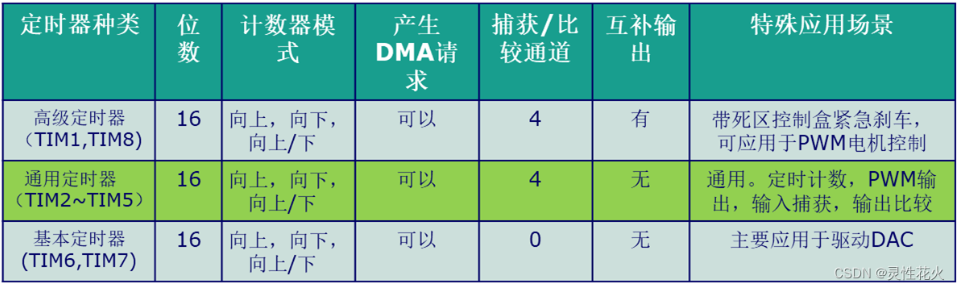 定时器种类 位数 计数器模式 产生DMA请求 捕获/比较通道 互补输出 特殊应用场景
高级定时器（TIM1,TIM8) 16 向上，向下，向上/下 可以 4 有 带死区控制盒紧急刹车，可应用于PWM电机控制
通用定时器（TIM2~TIM5） 16 向上，向下，向上/下 可以 4 无 通用。定时计数，PWM输出，输入捕获，输出比较
基本定时器(TIM6,TIM7) 16 向上，向下，向上/下 可以 0 无 主要应用于驱动DAC
CSDN @灵性花火